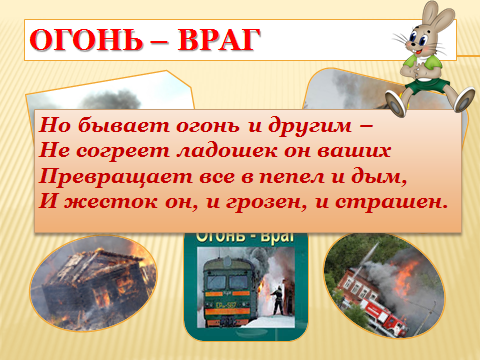 ОГОНЬ – ВРАГ
Но бывает огонь и другим –
Не согреет ладошек он ваших
Превращает все в пепел и дым,
И жесток он, и грозен, и страшен.
Огонь - враг